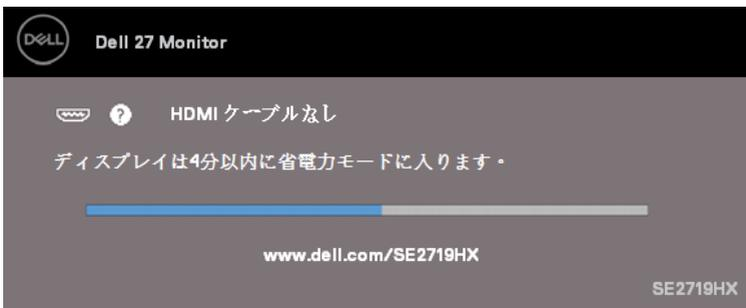 DELL
Dell 27 Monitor
? HDMI ケーブルなし
ディスプレイは4分以内に省電力モードに入ります。
www.dell.com/SE2719HX
SE2719HX